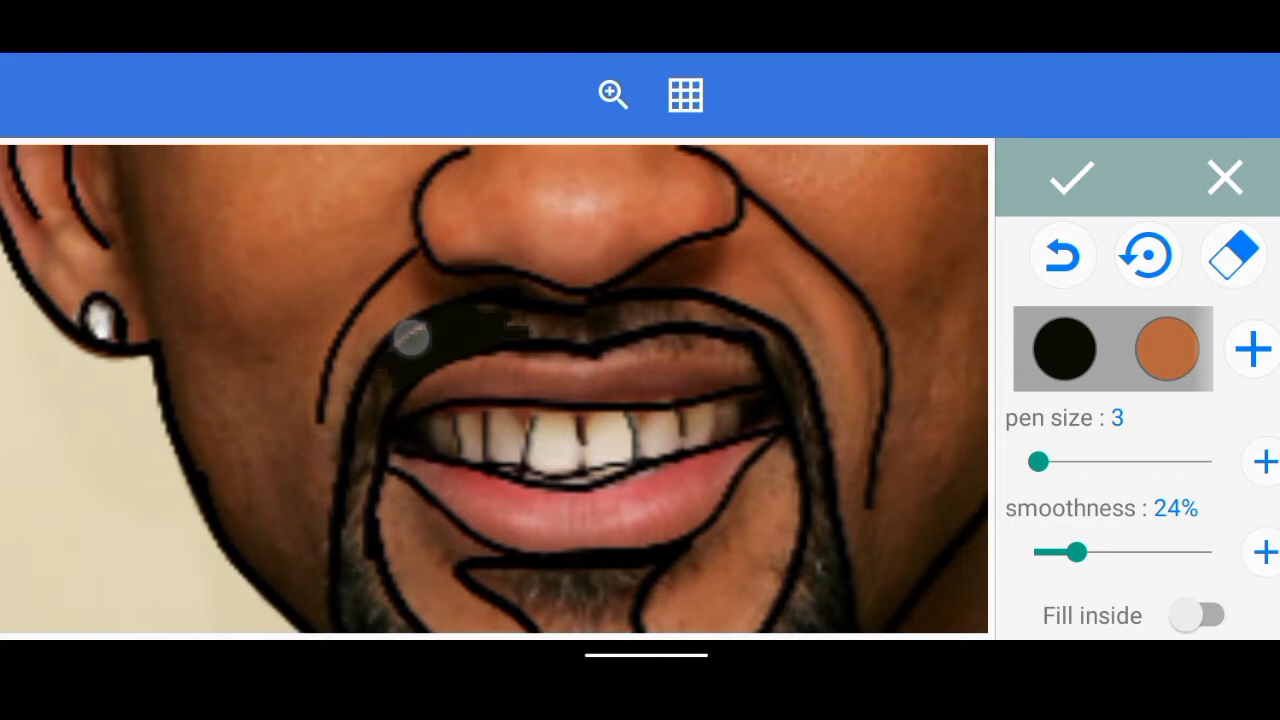 pen size : 3
smoothness : 24%
Fill inside